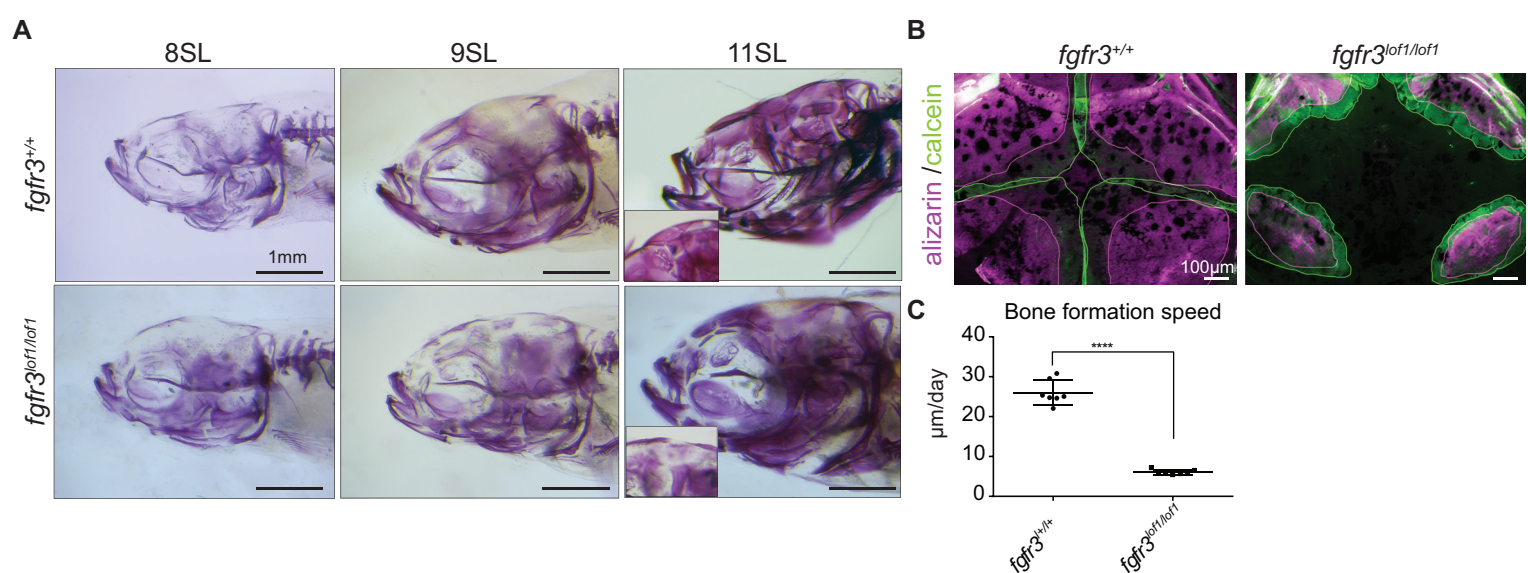 A
8SL
9SL
11SL
fgfr3+/+
1mm
fgfr3lof1/lof1
B
fgfr3+/+
fgfr3lof1/lof1
alizarin /calcein
100µm
C
Bone formation speed
****
µm/day
40
30
20
10
0
fgfr3l+/l+
fgfr3lof1/lof1